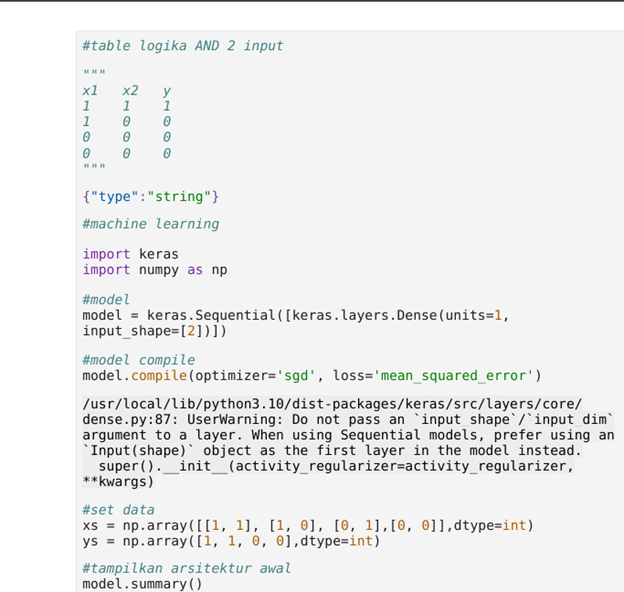 #table logika AND 2 input
"""
x1 x2 y
1 1 1
1 0 0
0 0 0
0 0 0
"""
{"type":"string"}
#machine learning
import keras
import numpy as np
#model
model = keras.Sequential([keras.layers.Dense(units=1,
input_shape=[2])])
#model compile
model.compile(optimizer='sgd', loss='mean_squared_error')
/usr/local/lib/python3.10/dist-packages/keras/src/layers/core/
dense.py:87: UserWarning: Do not pass an `input_shape`/`input_dim`
argument to a layer. When using Sequential models, prefer using an
`Input(shape)` object as the first layer in the model instead.
super().__init__(activity_regularizer=activity_regularizer,
**kwargs)
#set data
xs = np.array([[1, 1], [1, 0], [0, 1],[0, 0]],dtype=int)
ys = np.array([1, 1, 0, 0],dtype=int)
#tampilkan arsitektur awal
model.summary()